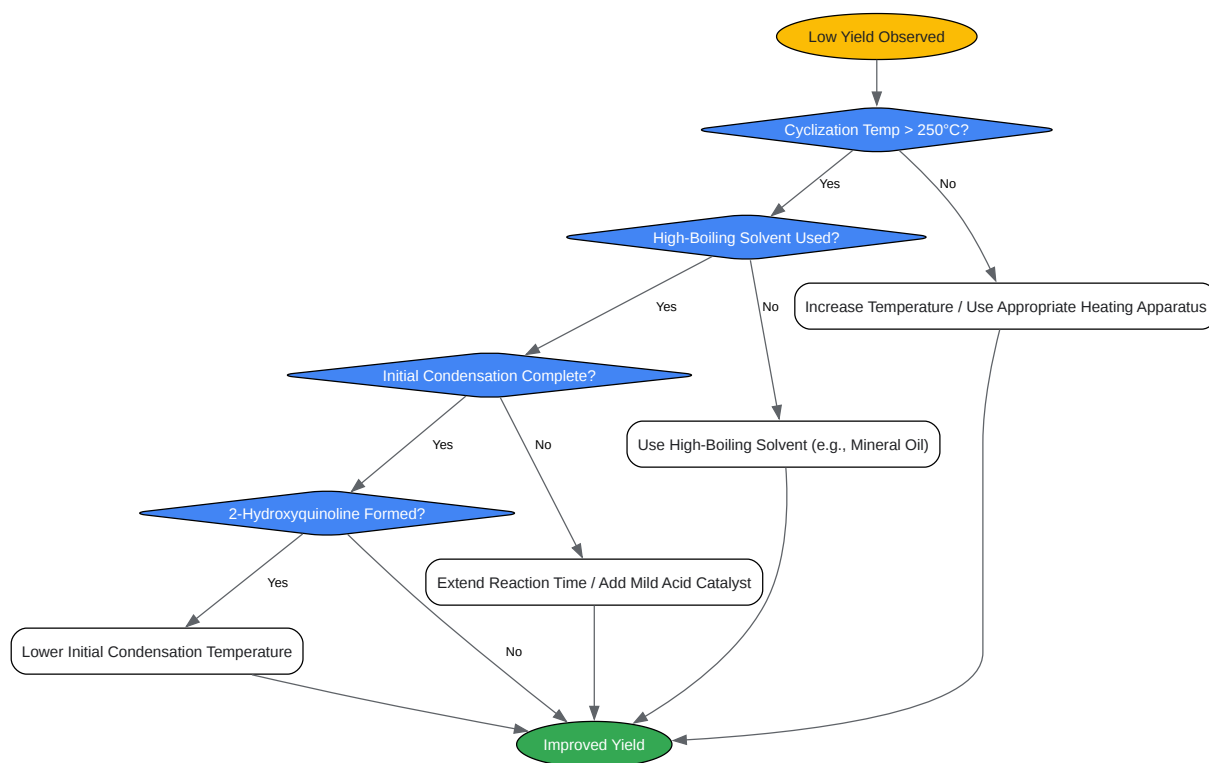 Low Yield Observed
Cyclization Temp > 250°C?
Yes
No
High-Boiling Solvent Used?
Yes
No
Increase Temperature / Use Appropriate Heating Apparatus
Initial Condensation Complete?
Yes
No
Use High-Boiling Solvent (e.g., Mineral Oil)
2-Hydroxyquinoline Formed?
Yes
Extend Reaction Time / Add Mild Acid Catalyst
Lower Initial Condensation Temperature
No
Improved Yield